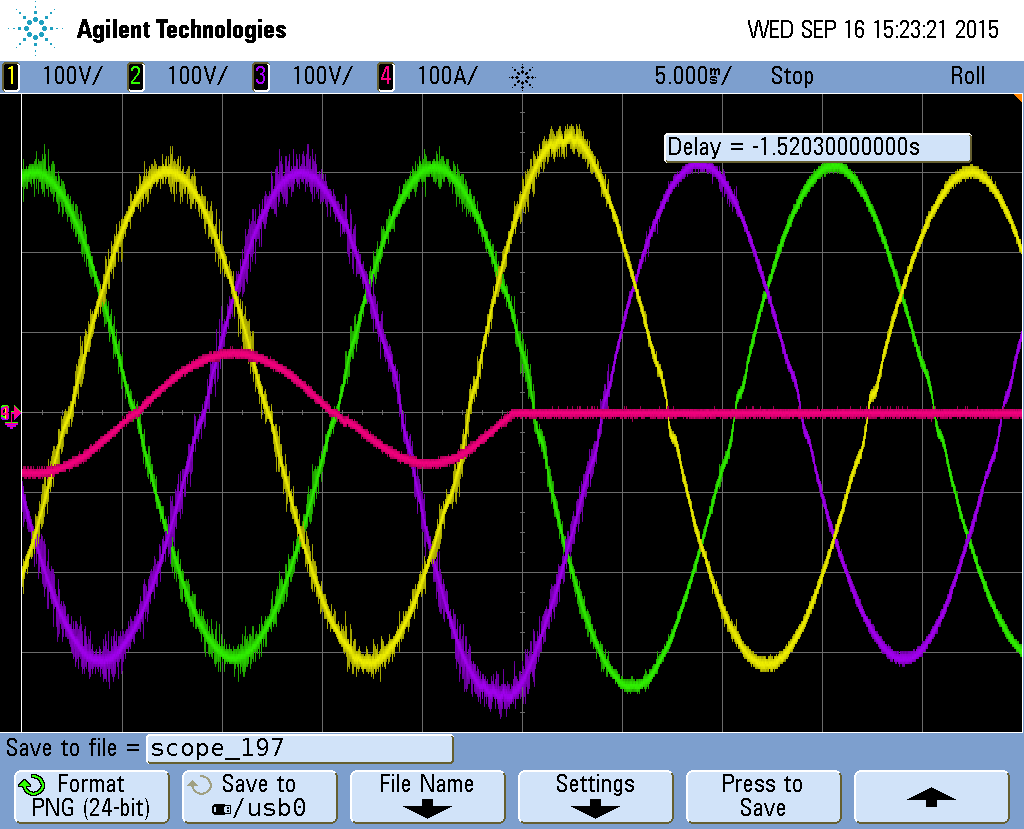 Agilent Technologies
WED SEP 16 15:23:21 2015
1 100V/ 2 100V/ 3 100V/ 4 100A/ 5.000ms/ Stop Roll
Delay = -1.52030000000s
Save to file = scope_197
Format
PNG (24-bit)
Save to
/usb0
File Name
Settings
Press to
Save